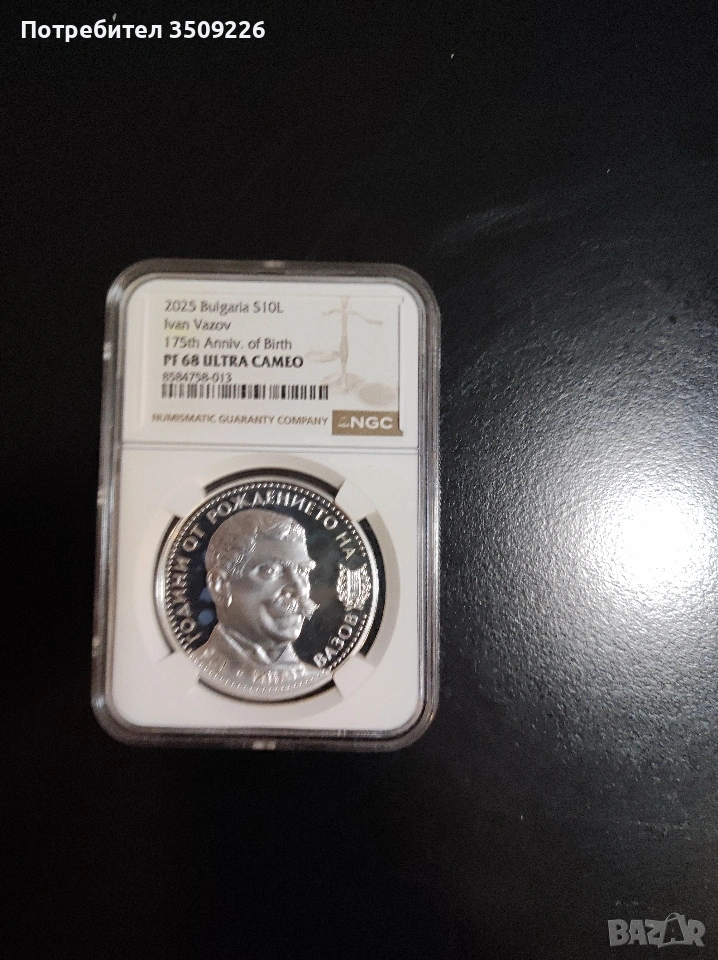 Потребител 3509226
2025 Bulgaria S10L
Ivan Vazov
175th Anniv. of Birth
PF 68 ULTRA CAMEO
8584758-013
NUMISMATIC GUARANTY COMPANY NGC
ГОДИНИ ОТ РОЖДЕНИЕТО НА
ВАЗОВ
BAZAR